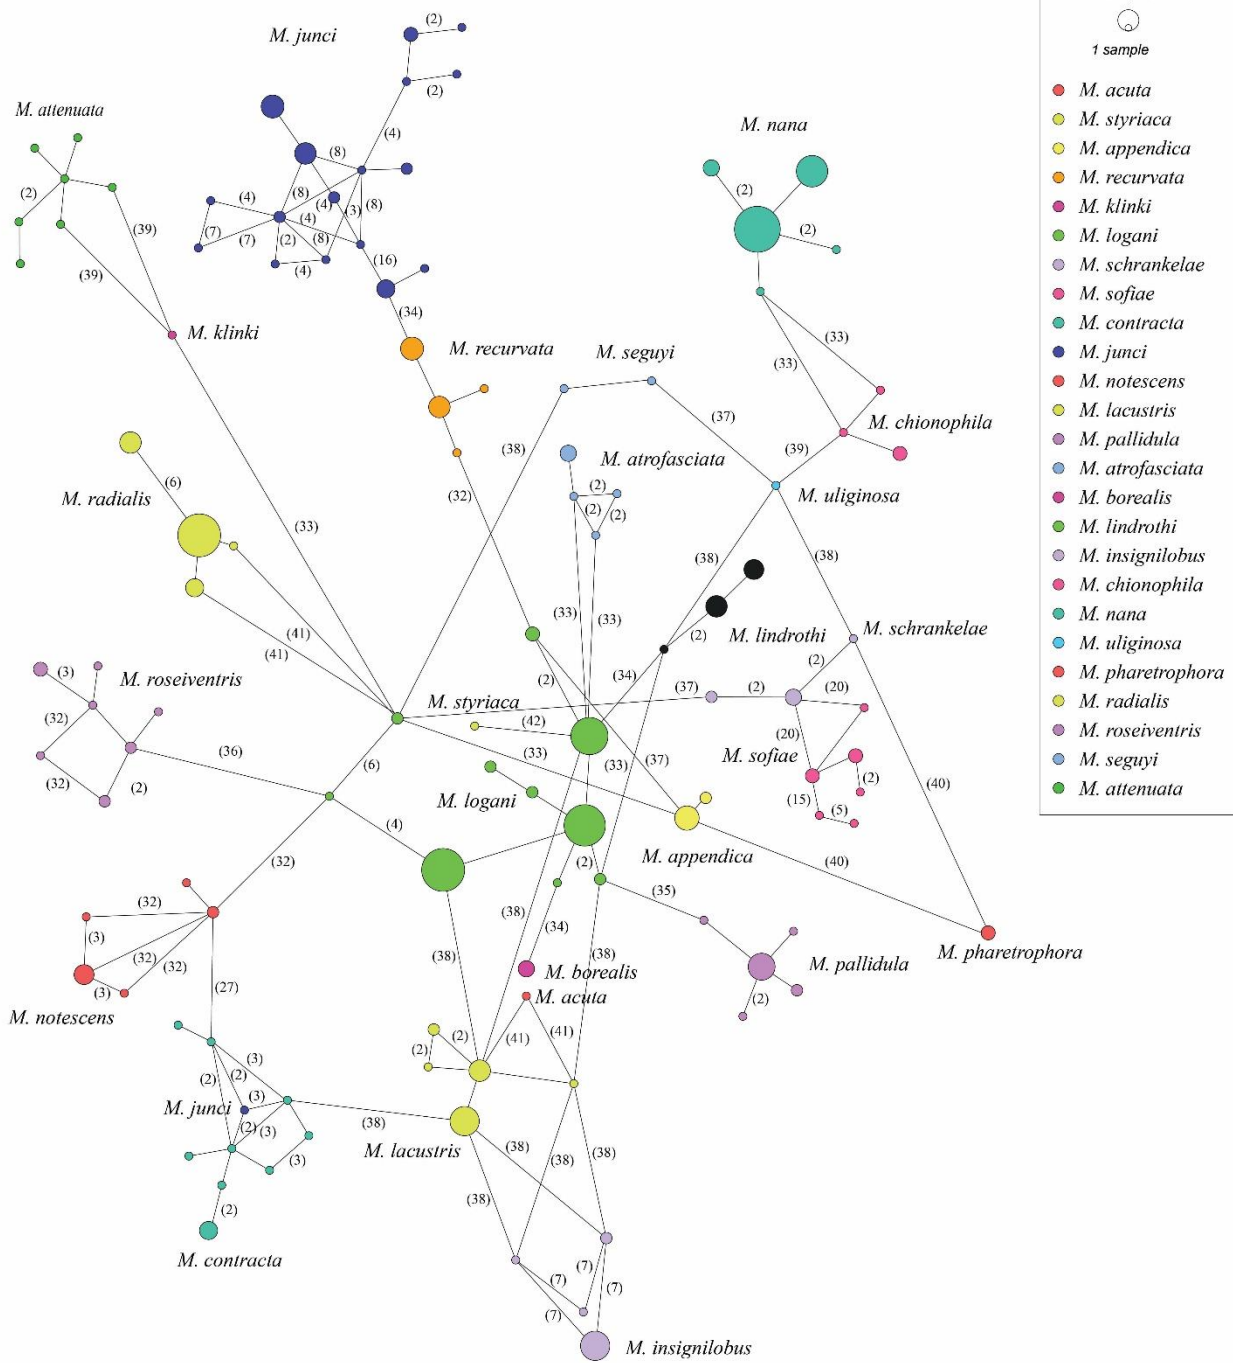 M. junci
(2)
(2)
M. attenuata
(4)
(8)
(2)
(4)
(8)
(4)
(3)
(8)
(4)
(7)
(7)
(2)
(8)
(4)
(16)
(39)
(39)
(34)
M. klinki
M. recurvata
M. seguyi
M. nana
(2)
(2)
(33)
(33)
M. chionophila
(37)
(39)
(38)
M. atrofasciata
(2)
(2)
(2)
M. uliginosa
(6)
M. radialis
(32)
(33)
(38)
(38)
(33)
(33)
(2)
M. lindrothi
M. schrankelae
(41)
(41)
(2)
(34)
(2)
(3)
M. roseiventris
(37)
(2)
(20)
M. styriaca
(42)
(32)
(36)
(33)
(33)
(37)
(20)
M. sofiae
(2)
(32)
(2)
(6)
(40)
M. logani
(15)
(5)
(4)
(2)
M. appendica
(40)
(32)
(35)
(32)
(3)
(32)
(32)
(3)
(38)
(38)
(34)
(38)
M. pharetrophora
M. pallidula
(2)
M. borealis
M. acuta
(27)
M. notescens
(2)
(2)
(41)
(41)
(3)
(2)
(2)
(3)
M. junci
(2)
(3)
(3)
(38)
M. lacustris
(38)
(38)
(38)
(38)
(2)
M. contracta
(7)
(7)
(7)
(7)
M. insignilobus
1 sample
M. acuta
M. styriaca
M. appendica
M. recurvata
M. klinki
M. logani
M. schrankelae
M. sofiae
M. contracta
M. junci
M. notescens
M. lacustris
M. pallidula
M. atrofasciata
M. borealis
M. lindrothi
M. insignilobus
M. chionophila
M. nana
M. uliginosa
M. pharetrophora
M. radialis
M. roseiventris
M. seguyi
M. attenuata